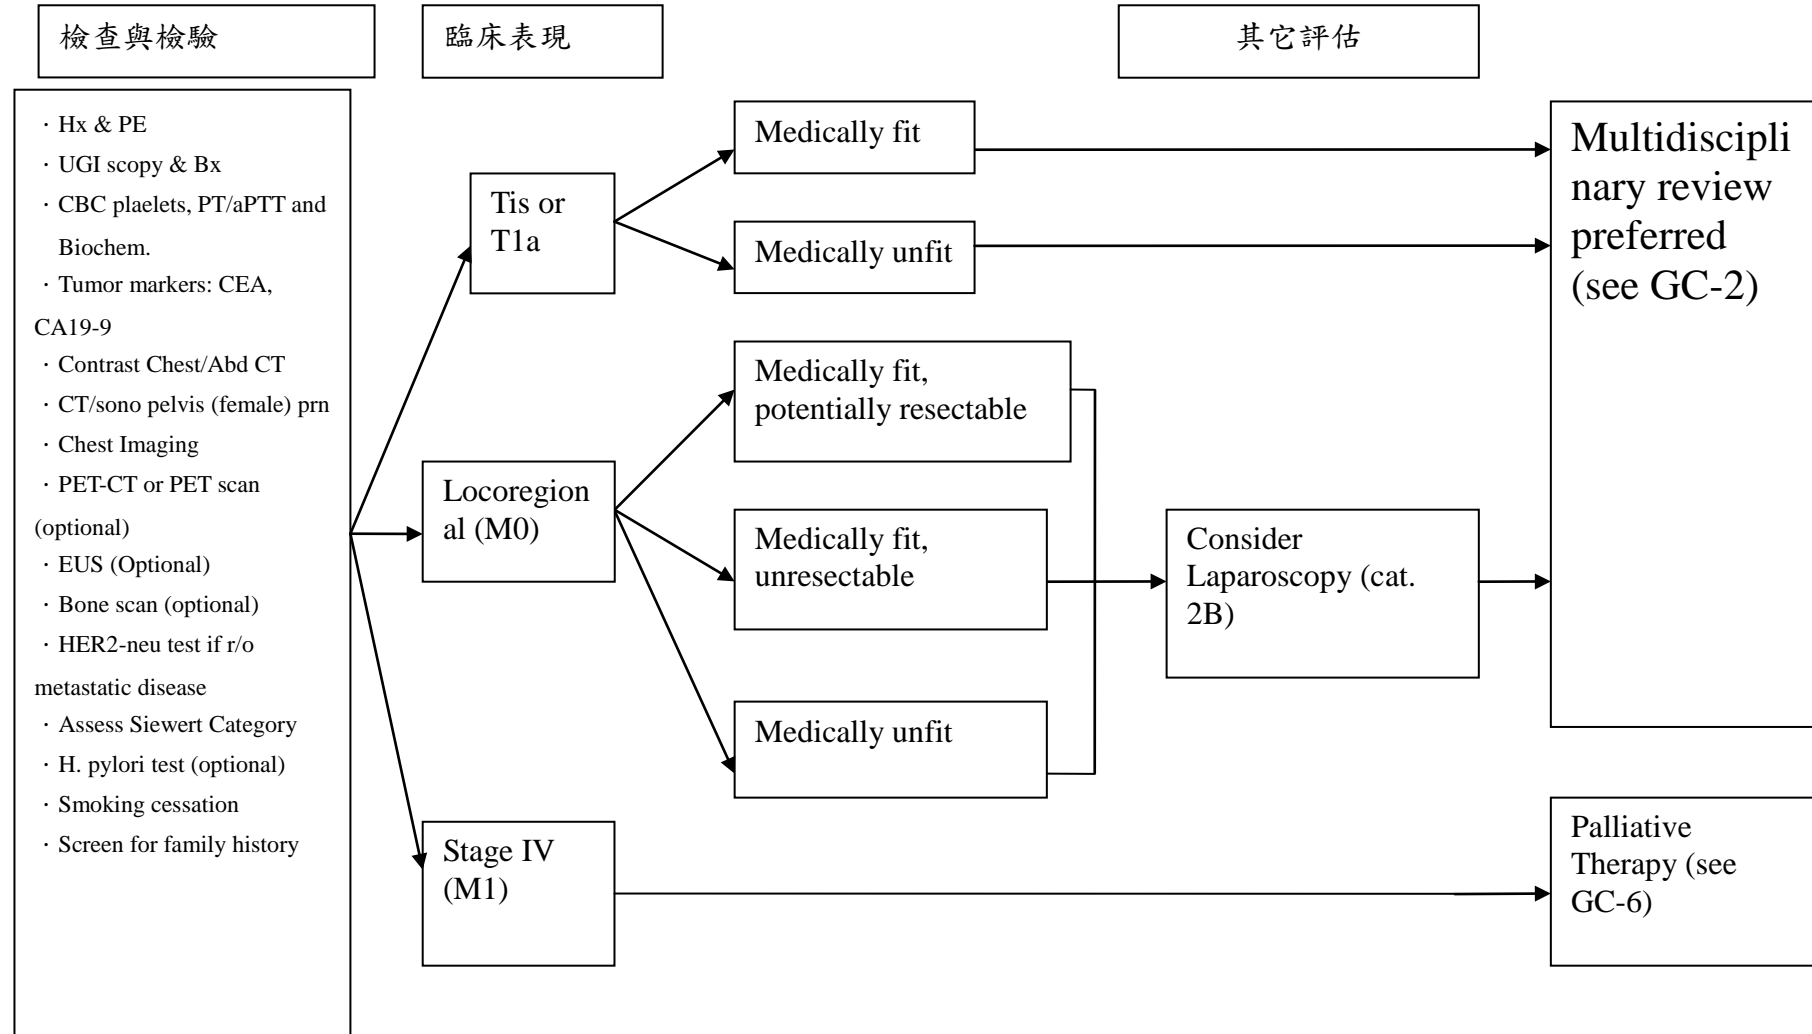 檢查與檢驗
臨床表現
其它評估
· Hx & PE
· UGI scopy & Bx
· CBC plaelets, PT/aPTT and
Biochem.
· Tumor markers: CEA,
CA19-9
· Contrast Chest/Abd CT
· CT/sono pelvis (female) prn
· Chest Imaging
· PET-CT or PET scan
(optional)
· EUS (Optional)
· Bone scan (optional)
· HER2-neu test if r/o
metastatic disease
· Assess Siewert Category
· H. pylori test (optional)
· Smoking cessation
· Screen for family history
Tis or
T1a
Medically fit
Medically unfit
Locoregion
al (M0)
Medically fit,
potentially resectable
Medically fit,
unresectable
Medically unfit
Consider
Laparoscopy (cat.
2B)
Multidiscipli
nary review
preferred
(see GC-2)
Stage IV
(M1)
Palliative
Therapy (see
GC-6)